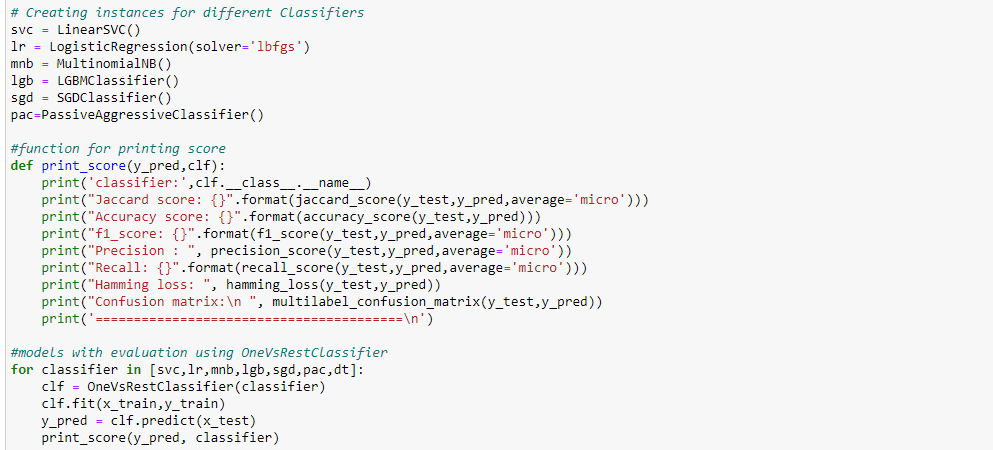 # Creating instances for different Classifiers
svc = LinearSVC()
lr = LogisticRegression(solver='lbfgs')
mnb = MultinomialNB()
lgb = LGBMClassifier()
sgd = SGDClassifier()
pac=PassiveAggressiveClassifier()

#function for printing score
def print_score(y_pred,clf):
    print('classifier:',clf.__class__.__name__)
    print("Jaccard score: {}".format(jaccard_score(y_test,y_pred,average='micro')))
    print("Accuracy score: {}".format(accuracy_score(y_test,y_pred)))
    print("f1_score: {}".format(f1_score(y_test,y_pred,average='micro')))
    print("Precision : ", precision_score(y_test,y_pred,average='micro'))
    print("Recall: {}".format(recall_score(y_test,y_pred,average='micro')))
    print("Hamming loss: ", hamming_loss(y_test,y_pred))
    print("Confusion matrix:\n ", multilabel_confusion_matrix(y_test,y_pred))
    print('========================================\n')

#models with evaluation using OneVsRestClassifier
for classifier in [svc,lr,mnb,lgb,sgd,pac,dt]:
    clf = OneVsRestClassifier(classifier)
    clf.fit(x_train,y_train)
    y_pred = clf.predict(x_test)
    print_score(y_pred, classifier)